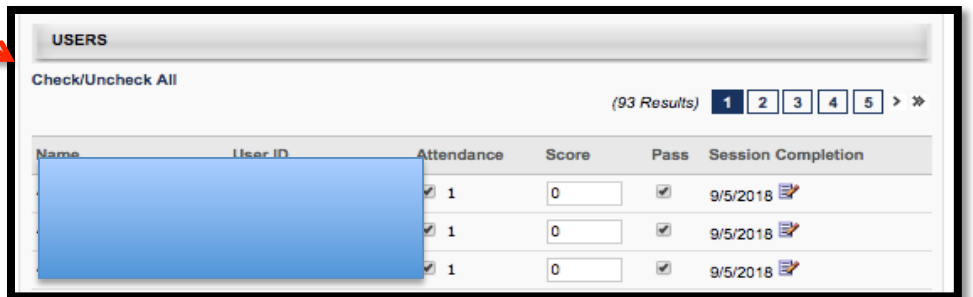 USERS
Check/Uncheck All
(93 Results) 1 2 3 4 5 > »
Name User ID Attendance Score Pass Session Completion
1 0 9/5/2018
1 0 9/5/2018
1 0 9/5/2018